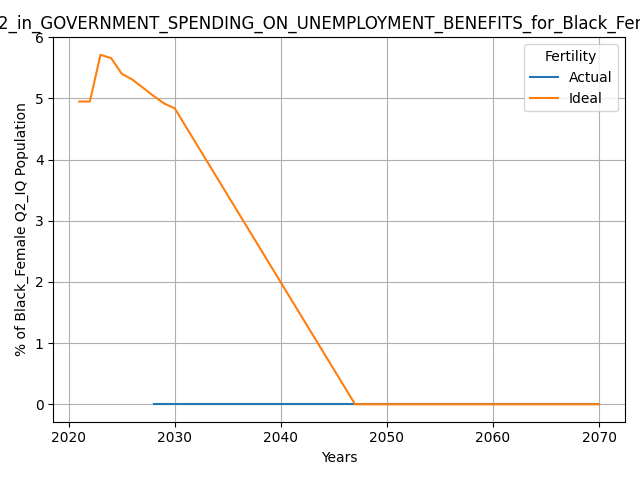 2_in_GOVERNMENT_SPENDING_ON_UNEMPLOYMENT_BENEFITS_for_Black_Fem
% of Black_Female Q2_IQ Population
6
5
4
3
2
1
0
Fertility
Actual
Ideal
2020 2030 2040 2050 2060 2070
Years